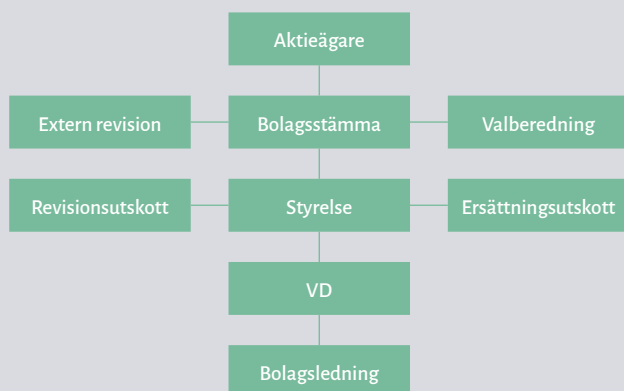 Aktieägare
Extern revision
Bolagsstämma
Valberedning
Revisionsutskott
Styrelse
Ersättningsutskott
VD
Bolagsledning